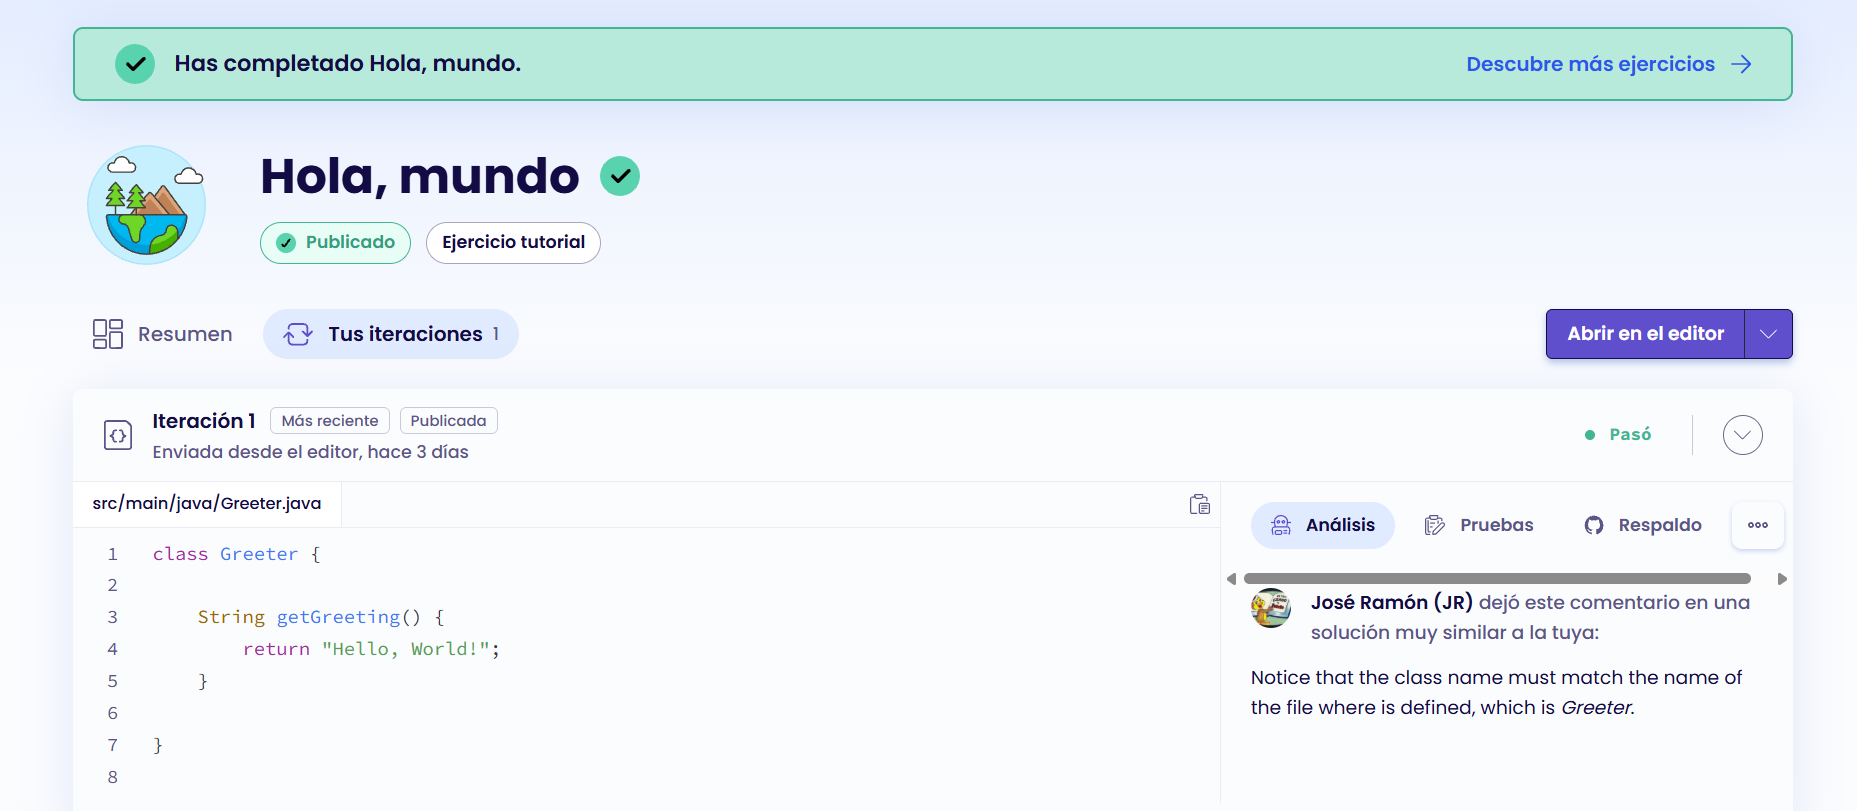 Has completado Hola, mundo.
Descubre más ejercicios
Hola, mundo
Publicado
Ejercicio tutorial
Resumen
Tus iteraciones 1
Abrir en el editor
Iteración 1
Más reciente
Publicada
Enviada desde el editor, hace 3 días
Pasó
src/main/java/Greeter.java
1 class Greeter {
2
3     String getGreeting() {
4         return "Hello, World!";
5     }
6
7 }
8
Análisis
Pruebas
Respaldo
José Ramón (JR) dejó este comentario en una
solución muy similar a la tuya:
Notice that the class name must match the name of
the file where is defined, which is Greeter.